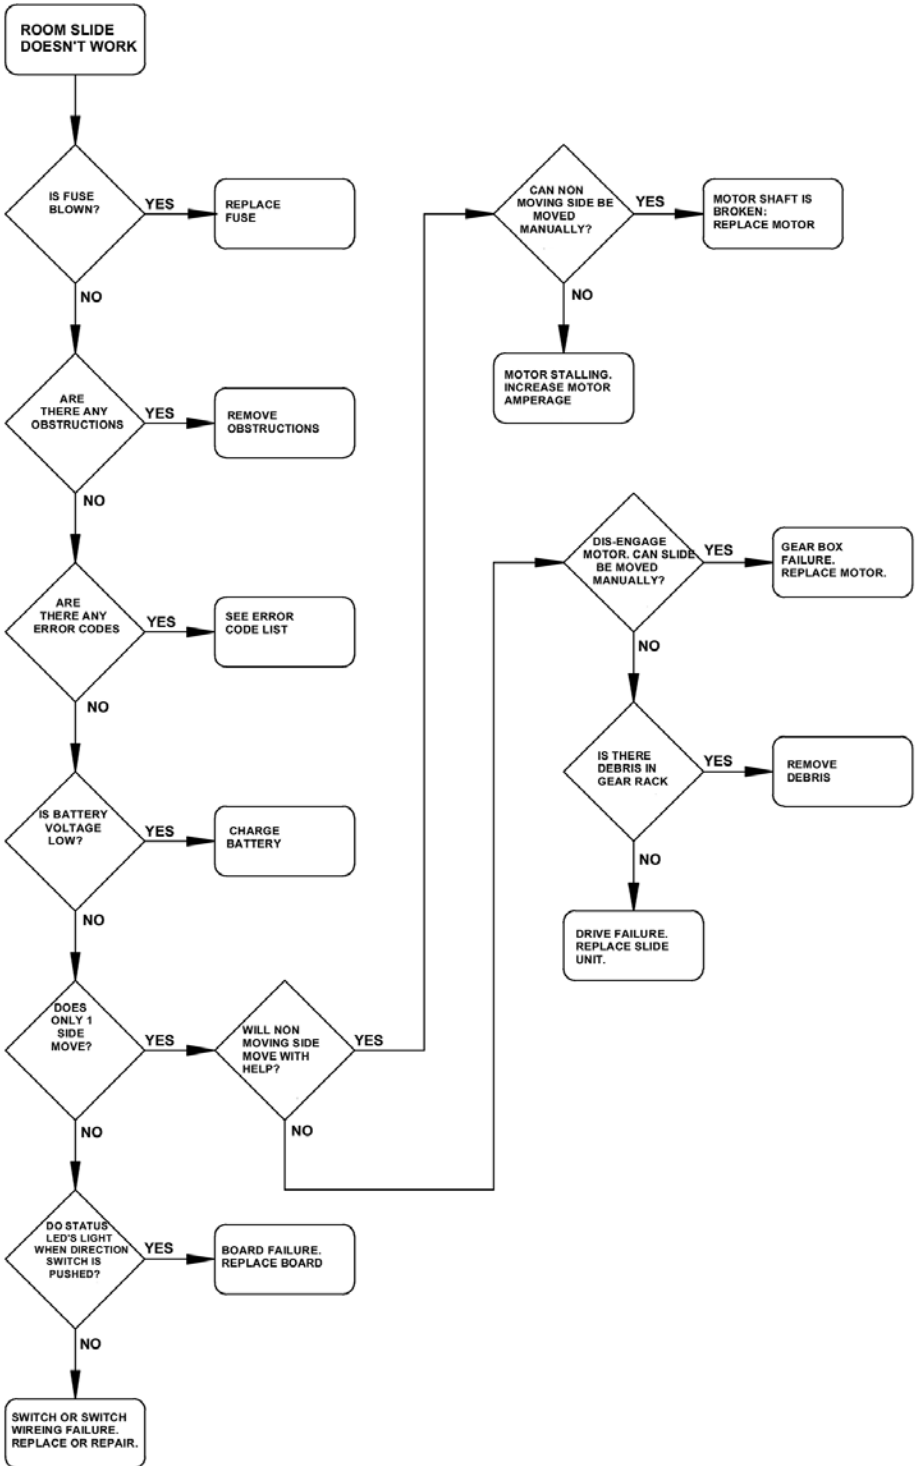 ROOM SLIDE
DOESN'T WORK
IS FUSE
BLOWN?
YES
REPLACE
FUSE
NO
ARE
THERE ANY
OBSTRUCTIONS
YES
REMOVE
OBSTRUCTIONS
NO
ARE
THERE ANY
ERROR CODES
YES
SEE ERROR
CODE LIST
NO
IS BATTERY
VOLTAGE
LOW?
YES
CHARGE
BATTERY
NO
DOES
ONLY 1
SIDE
MOVE?
YES
WILL NON
MOVING SIDE
MOVE WITH
HELP?
YES
NO
NO
DO STATUS
LED'S LIGHT
WHEN DIRECTION
SWITCH IS
PUSHED?
YES
BOARD FAILURE.
REPLACE BOARD
NO
SWITCH OR SWITCH
WIREING FAILURE.
REPLACE OR REPAIR.
CAN NON
MOVING SIDE BE
MOVED
MANUALLY?
YES
MOTOR SHAFT IS
BROKEN:
REPLACE MOTOR
NO
MOTOR STALLING.
INCREASE MOTOR
AMPERAGE
DIS-ENGAGE
MOTOR. CAN SLIDE
BE MOVED
MANUALLY?
YES
GEAR BOX
FAILURE.
REPLACE MOTOR.
NO
IS THERE
DEBRIS IN
GEAR RACK
YES
REMOVE
DEBRIS
NO
DRIVE FAILURE.
REPLACE SLIDE
UNIT.